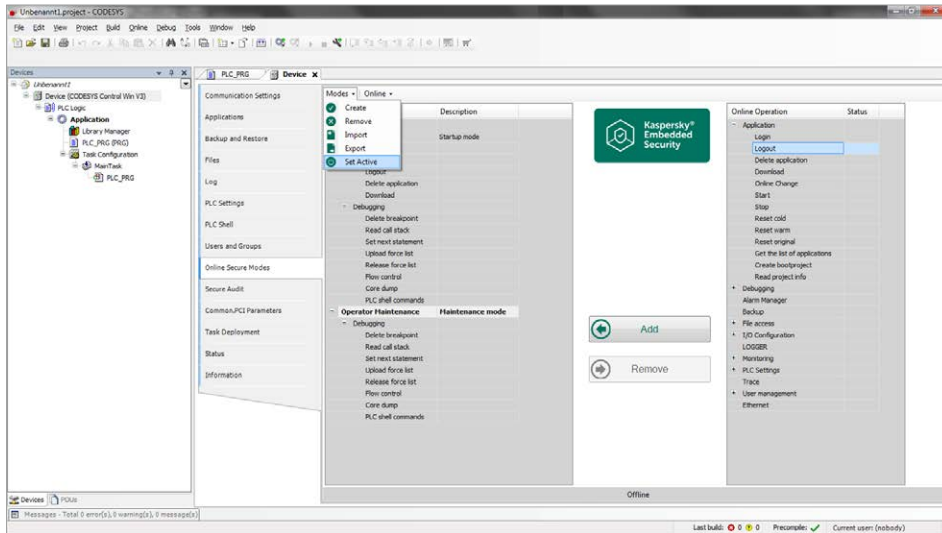 Unbenannt1.project - CODESYS
File Edit View Project Build Online Debug Tools Window Help
Devices
Unbenannt1
Device (CODESYS Control Win V3)
PLC Logic
Application
Library Manager
PLC_PRG (PRG)
Task Configuration
MainTask
PLC_PRG
Devices POUs
PLC_PRG Device
Communication Settings
Applications
Backup and Restore
Files
Log
PLC Settings
PLC Shell
Users and Groups
Online Secure Modes
Secure Audit
Common.PCI Parameters
Task Deployment
Status
Information
Modes Online
Create
Remove
Import
Export
Set Active
Description
Startup mode
Logout
Delete application
Download
Debugging
Delete breakpoint
Read call stack
Set next statement
Upload force list
Release force list
Flow control
Core dump
PLC shell commands
Operator Maintenance Maintenance mode
Debugging
Delete breakpoint
Read call stack
Set next statement
Upload force list
Release force list
Flow control
Core dump
PLC shell commands
Kaspersky®
Embedded
Security
Add
Remove
Online Operation Status
Application
Login
Logout
Delete application
Download
Online Change
Start
Stop
Reset cold
Reset warm
Reset original
Get the list of applications
Create bootproject
Read project info
Debugging
Alarm Manager
Backup
File access
I/O Configuration
LOGGER
Monitoring
PLC Settings
Trace
User management
Ethernet
Offline
Messages - Total 0 error(s), 0 warning(s), 0 message(s)
Last build: 0 0 Precompile: Current user: (nobody)